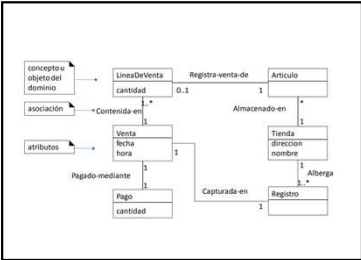 concepto u
objeto del
dominio
LineaDeVenta
cantidad
Registra-venta-de
0..1
1
Articulo
asociación
1..*
Contenida-en
1
*
Almacenado-en
1
atributos
Venta
fecha
hora
1
Tienda
direccion
nombre
1
Pagado-mediante
1
1
Alberga
1..*
Pago
cantidad
Capturada-en
1
Registro